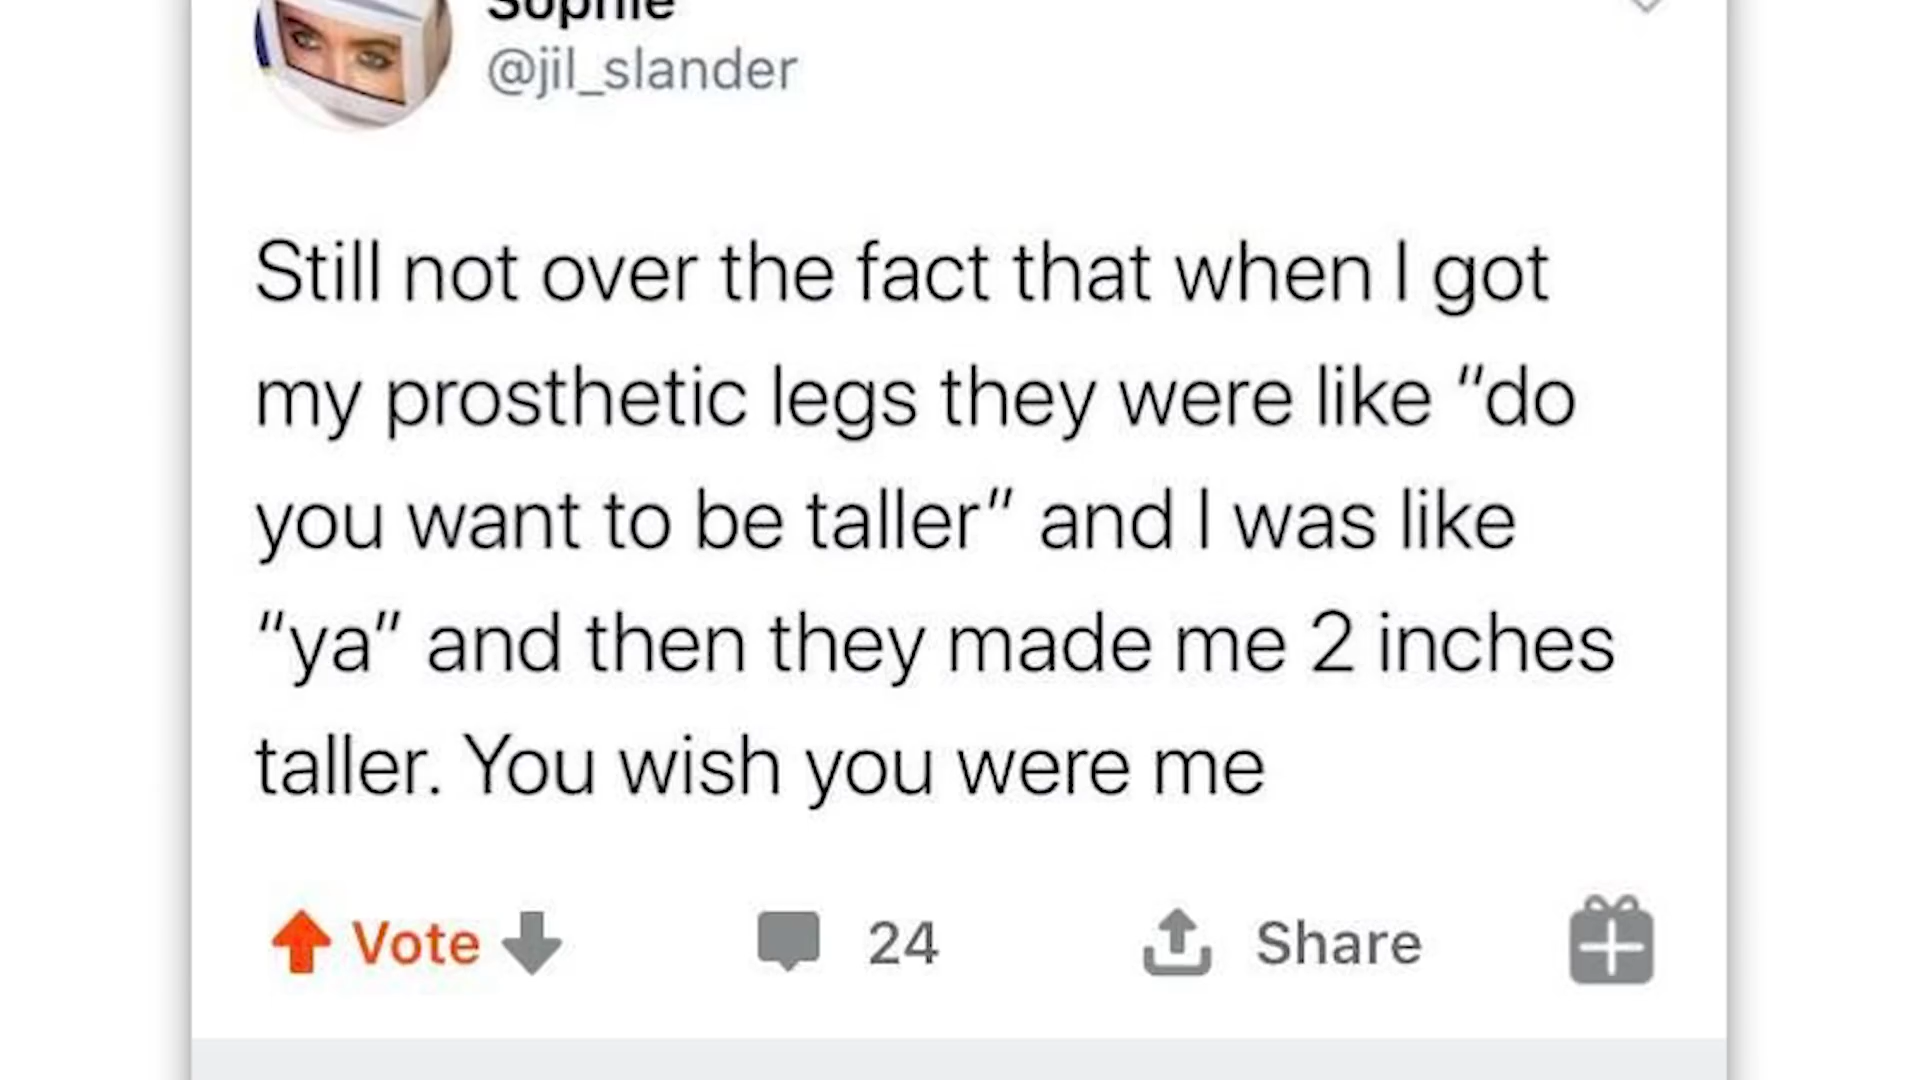 Sophie
@jil_slander
Still not over the fact that when I got
my prosthetic legs they were like "do
you want to be taller" and I was like
"ya" and then they made me 2 inches
taller. You wish you were me
Vote 24 Share